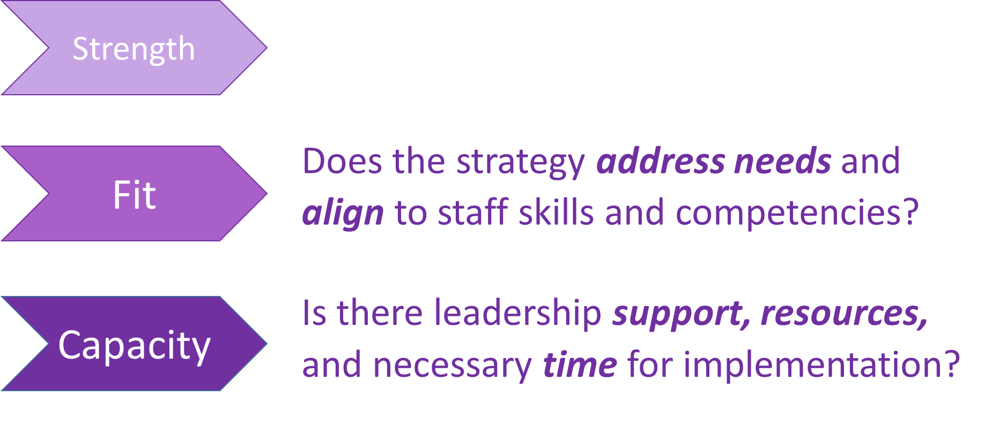 Strength
Fit
Does the strategy address needs and
align to staff skills and competencies?
Capacity
Is there leadership support, resources,
and necessary time for implementation?